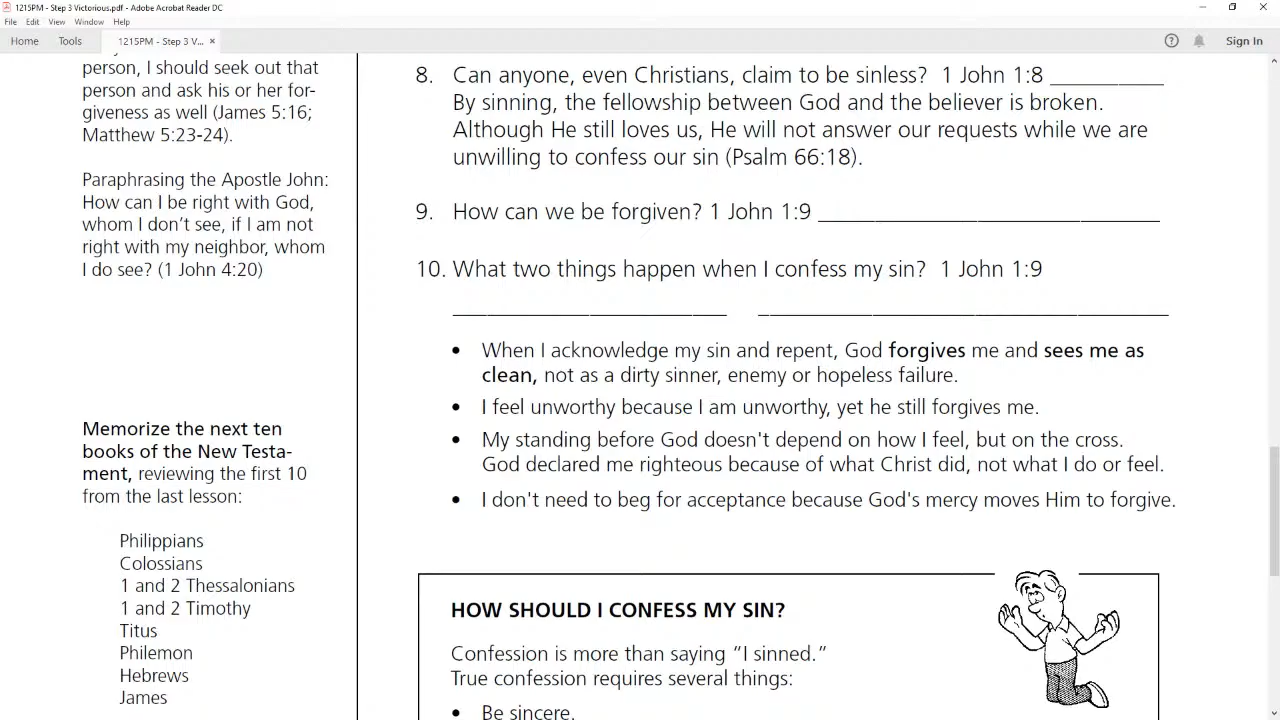 1215PM - Step 3 Victorious.pdf - Adobe Acrobat Reader DC
File Edit View Window Help
Home Tools 1215PM - Step 3 V... × Sign In
person, I should seek out that
person and ask his or her for-
giveness as well (James 5:16;
Matthew 5:23-24).
Paraphrasing the Apostle John:
How can I be right with God,
whom I don’t see, if I am not
right with my neighbor, whom
I do see? (1 John 4:20)
Memorize the next ten
books of the New Testa-
ment, reviewing the first 10
from the last lesson:
Philippians
Colossians
1 and 2 Thessalonians
1 and 2 Timothy
Titus
Philemon
Hebrews
James
8. Can anyone, even Christians, claim to be sinless? 1 John 1:8 __________
By sinning, the fellowship between God and the believer is broken.
Although He still loves us, He will not answer our requests while we are
unwilling to confess our sin (Psalm 66:18).
9. How can we be forgiven? 1 John 1:9 ______________________________
10. What two things happen when I confess my sin? 1 John 1:9
________________________ ____________________________________
• When I acknowledge my sin and repent, God forgives me and sees me as
clean, not as a dirty sinner, enemy or hopeless failure.
• I feel unworthy because I am unworthy, yet he still forgives me.
• My standing before God doesn't depend on how I feel, but on the cross.
God declared me righteous because of what Christ did, not what I do or feel.
• I don't need to beg for acceptance because God's mercy moves Him to forgive.
HOW SHOULD I CONFESS MY SIN?
Confession is more than saying “I sinned.”
True confession requires several things:
• Be sincere.